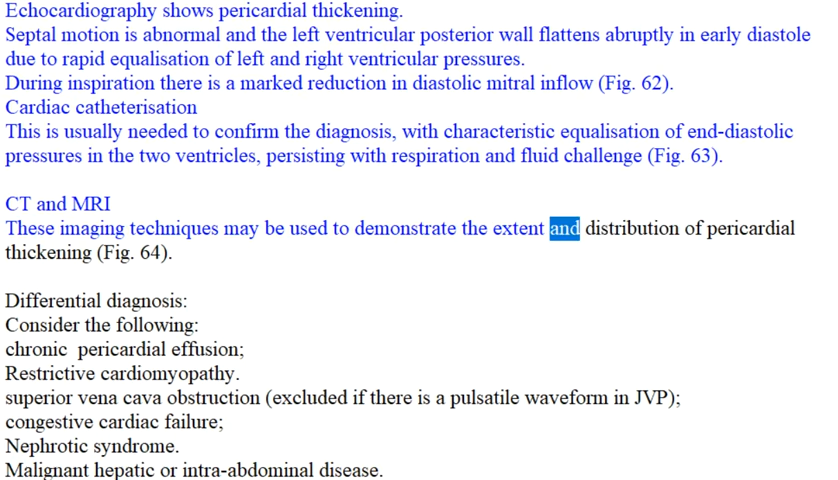 Echocardiography shows pericardial thickening.
Septal motion is abnormal and the left ventricular posterior wall flattens abruptly in early diastole
due to rapid equalisation of left and right ventricular pressures.
During inspiration there is a marked reduction in diastolic mitral inflow (Fig. 62).
Cardiac catheterisation
This is usually needed to confirm the diagnosis, with characteristic equalisation of end-diastolic
pressures in the two ventricles, persisting with respiration and fluid challenge (Fig. 63).
CT and MRI
These imaging techniques may be used to demonstrate the extent and distribution of pericardial
thickening (Fig. 64).
Differential diagnosis:
Consider the following:
chronic  pericardial effusion;
Restrictive cardiomyopathy.
superior vena cava obstruction (excluded if there is a pulsatile waveform in JVP);
congestive cardiac failure;
Nephrotic syndrome.
Malignant hepatic or intra-abdominal disease.